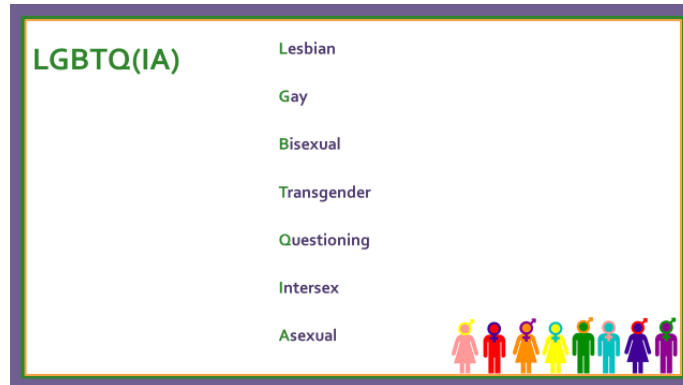 LGBTQ(IA)
Lesbian
Gay
Bisexual
Transgender
Questioning
Intersex
Asexual